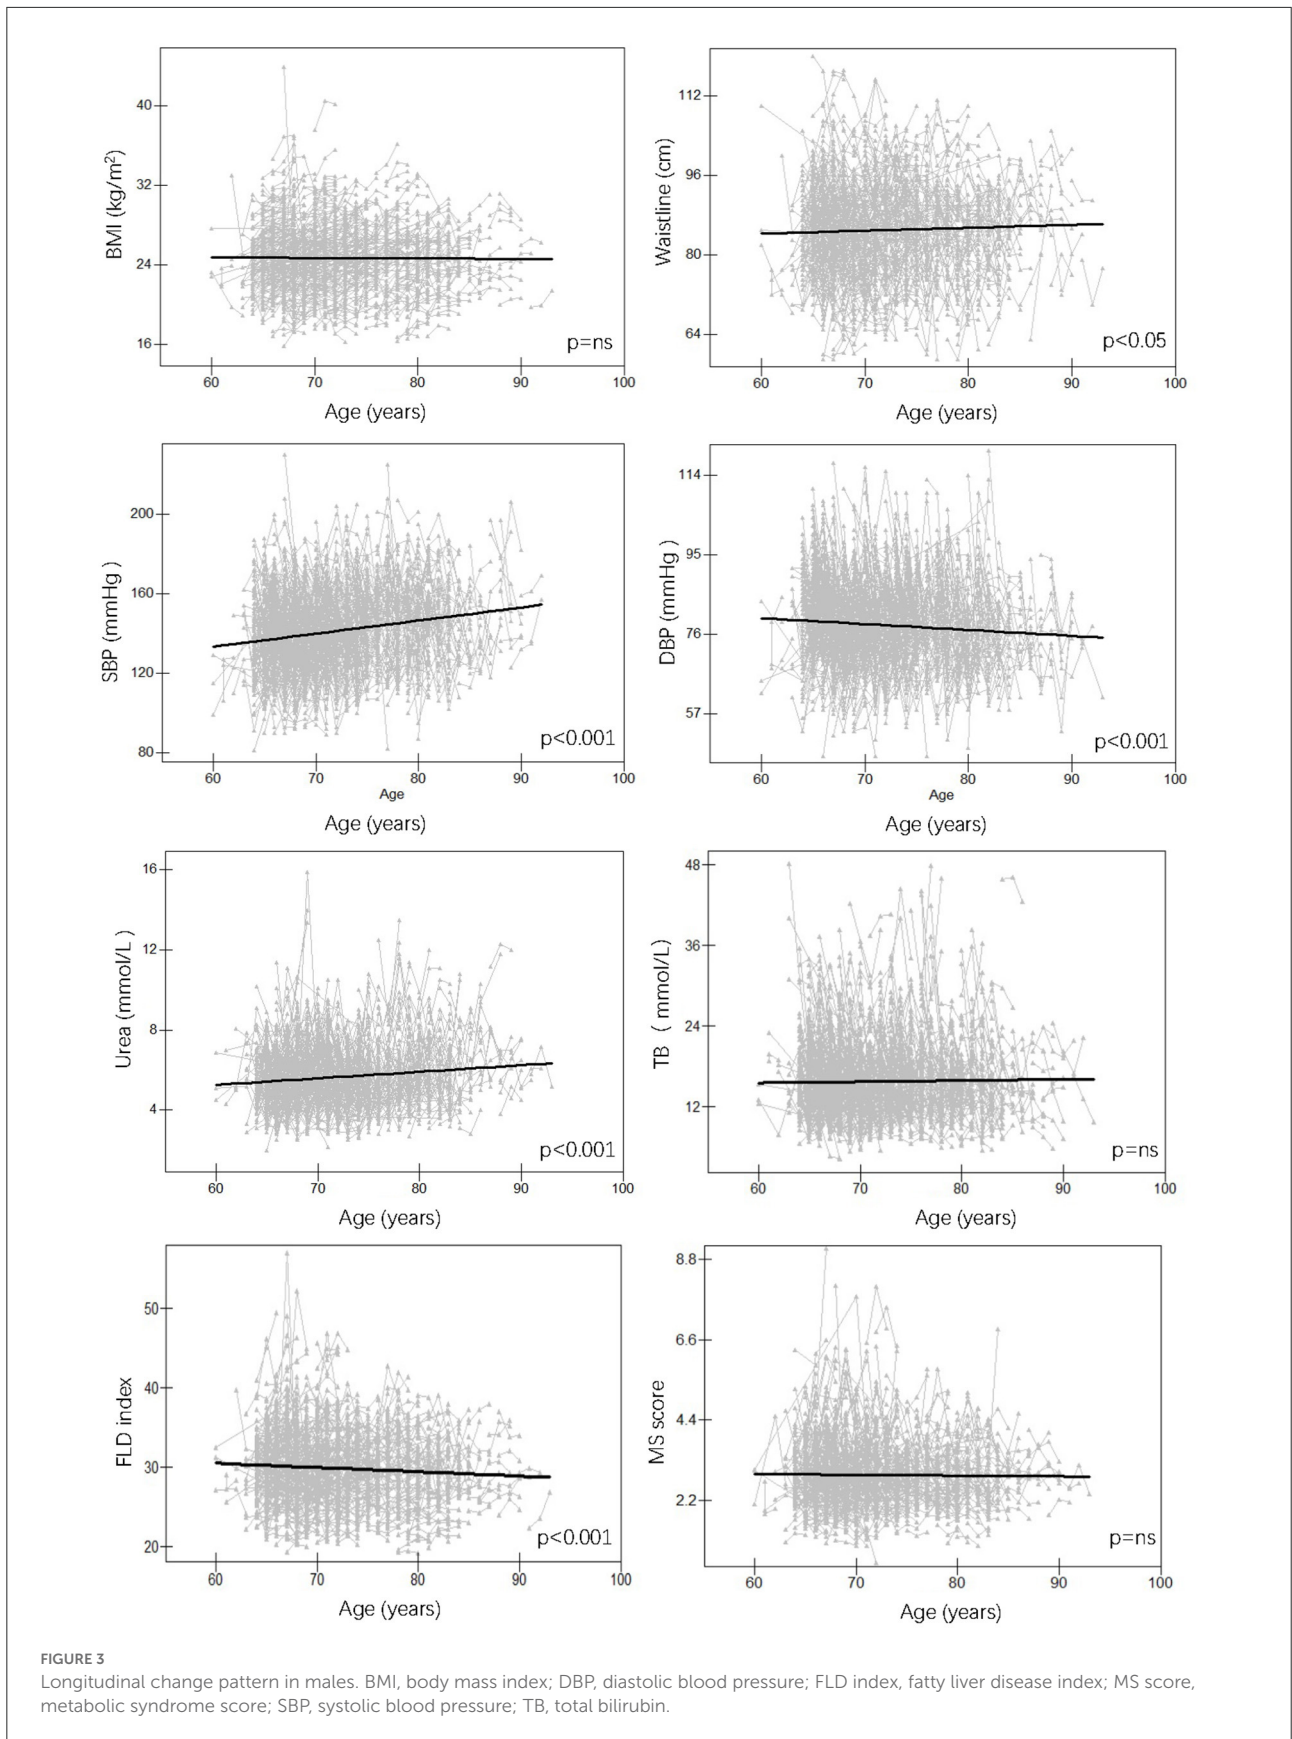 BMI (kg/m²)
40
32
24
16
p=ns
60 70 80 90 100
Age (years)
Waistline (cm)
112
96
80
64
p<0.05
60 70 80 90 100
Age (years)
SBP (mmHg )
200
160
120
80
p<0.001
60 70 80 90 100
Age
Age (years)
DBP (mmHg )
114
95
76
57
p<0.001
60 70 80 90 100
Age
Age (years)
Urea (mmol/L )
16
12
8
4
p<0.001
60 70 80 90 100
Age (years)
TB ( mmol/L)
48
36
24
12
p=ns
60 70 80 90 100
Age (years)
FLD index
50
40
30
20
p<0.001
60 70 80 90 100
Age (years)
MS score
8.8
6.6
4.4
2.2
p=ns
60 70 80 90 100
Age (years)
FIGURE 3
Longitudinal change pattern in males. BMI, body mass index; DBP, diastolic blood pressure; FLD index, fatty liver disease index; MS score,
metabolic syndrome score; SBP, systolic blood pressure; TB, total bilirubin.